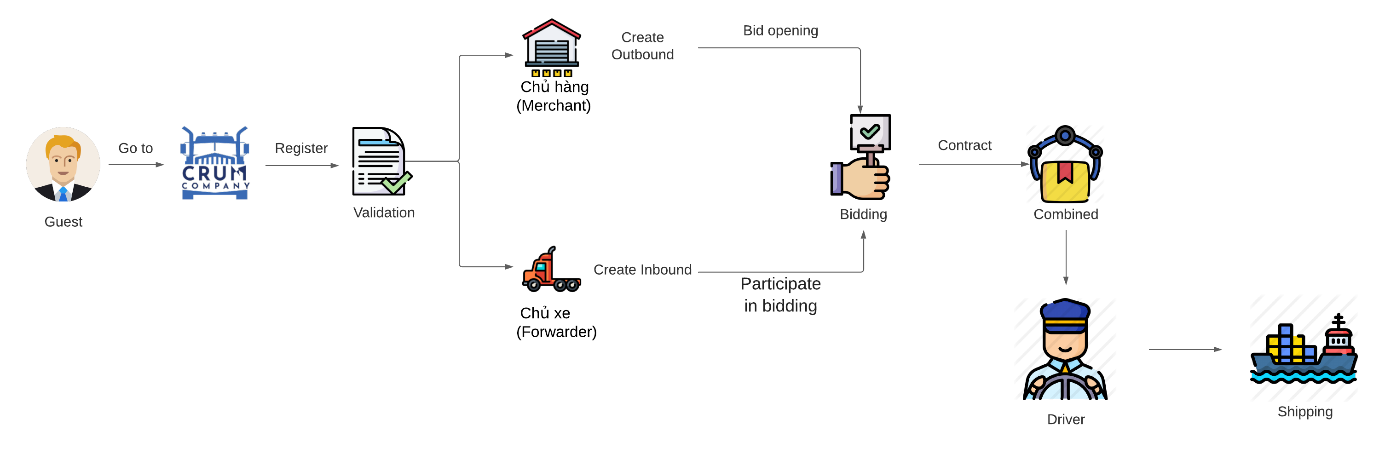 Guest
Go to
CRUM
COMPANY
Register
Validation
Chủ hàng
(Merchant)
Create
Outbound
Bid opening
Chủ xe
(Forwarder)
Create Inbound
Participate
in bidding
Bidding
Contract
Combined
Driver
Shipping